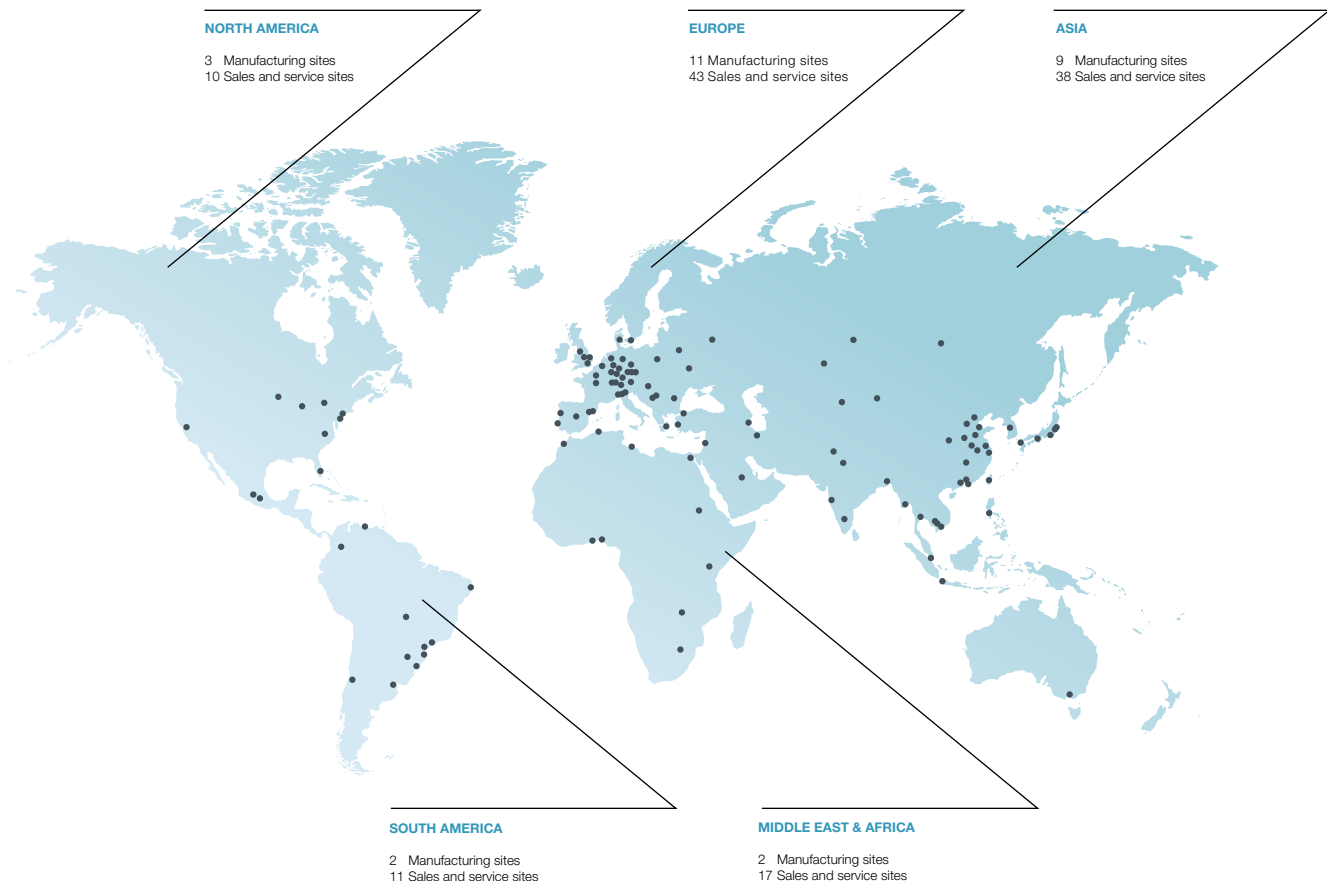 NORTH AMERICA
3 Manufacturing sites
10 Sales and service sites
EUROPE
11 Manufacturing sites
43 Sales and service sites
ASIA
9 Manufacturing sites
38 Sales and service sites
SOUTH AMERICA
2 Manufacturing sites
11 Sales and service sites
MIDDLE EAST & AFRICA
2 Manufacturing sites
17 Sales and service sites